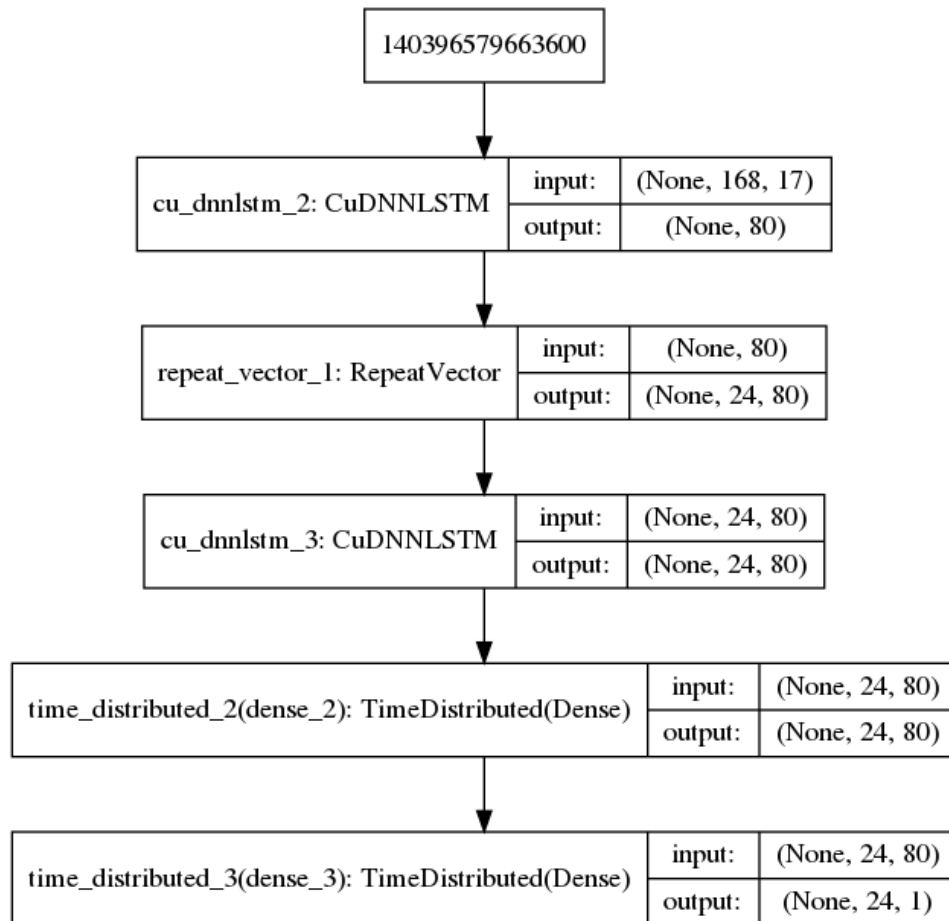 140396579663600
cu_dnnlstm_2: CuDNNLSTM
input:
(None, 168, 17)
output:
(None, 80)
repeat_vector_1: RepeatVector
input:
(None, 80)
output:
(None, 24, 80)
cu_dnnlstm_3: CuDNNLSTM
input:
(None, 24, 80)
output:
(None, 24, 80)
time_distributed_2(dense_2): TimeDistributed(Dense)
input:
(None, 24, 80)
output:
(None, 24, 80)
time_distributed_3(dense_3): TimeDistributed(Dense)
input:
(None, 24, 80)
output:
(None, 24, 1)